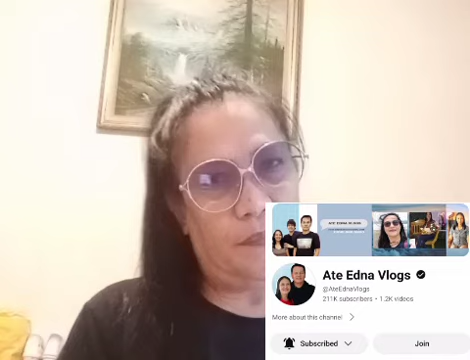 Ate Edna Vlogs
@AteEdnaVlogs
211K subscribers • 1.2K videos
More about this channel
Subscribed
Join